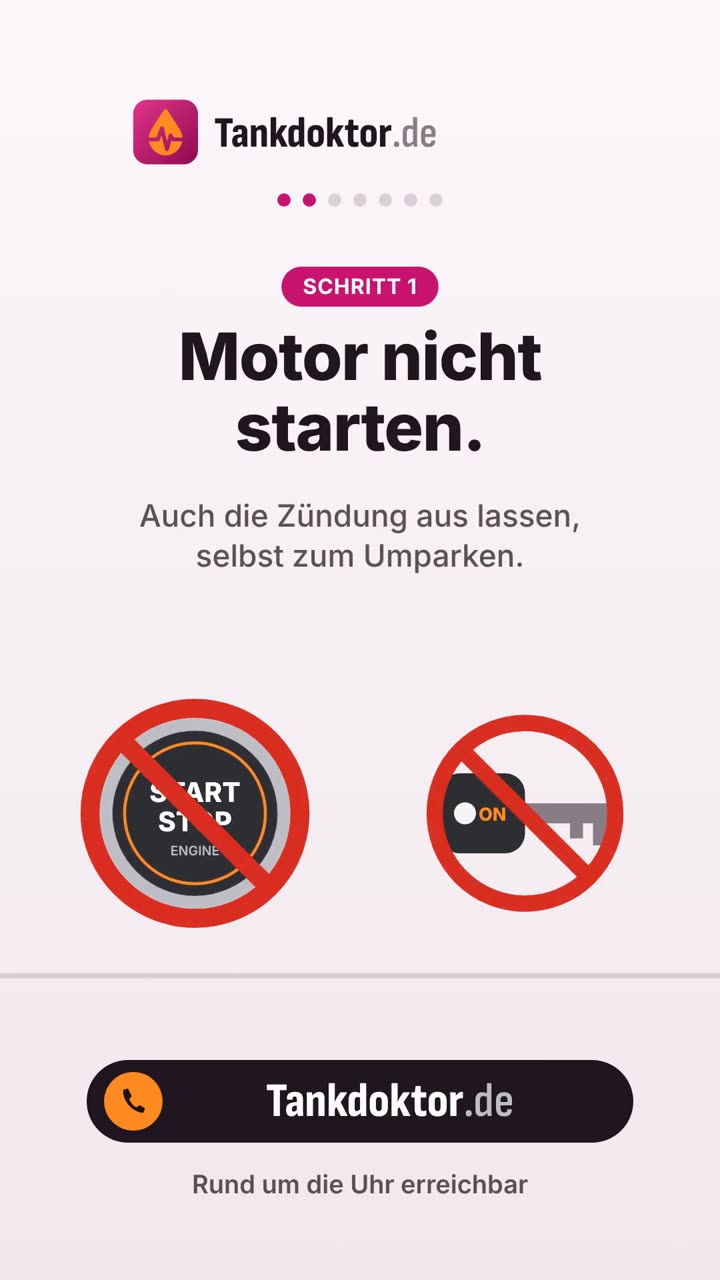 Tankdoktor.de
SCHRITT 1
Motor nicht
starten.
Auch die Zündung aus lassen,
selbst zum Umparken.
START
STOP
ENGINE
ON
Tankdoktor.de
Rund um die Uhr erreichbar